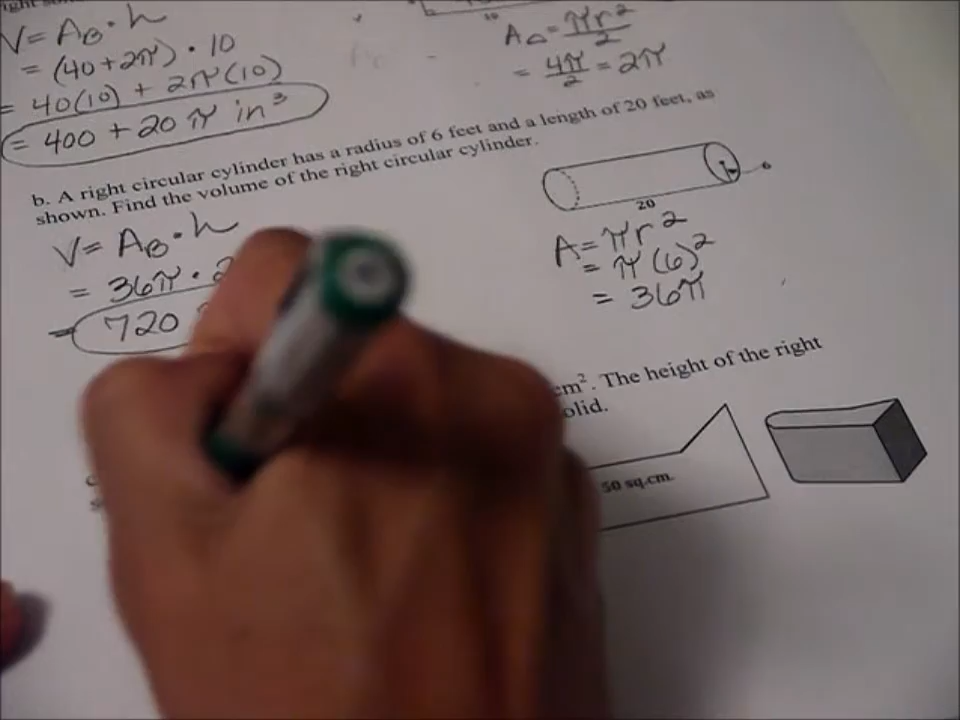 V = A_B · h
= (40 + 2π) · 10
= 40(10) + 2π(10)
= 400 + 20π in³
10
A = πr²/2
= 4π/2 = 2π
b. A right circular cylinder has a radius of 6 feet and a length of 20 feet, as
shown. Find the volume of the right circular cylinder.
6
20
V = A_B · h
= 36π ·
= 720
A = πr²
= π(6)²
= 36π
cm². The height of the right
50 sq.cm.